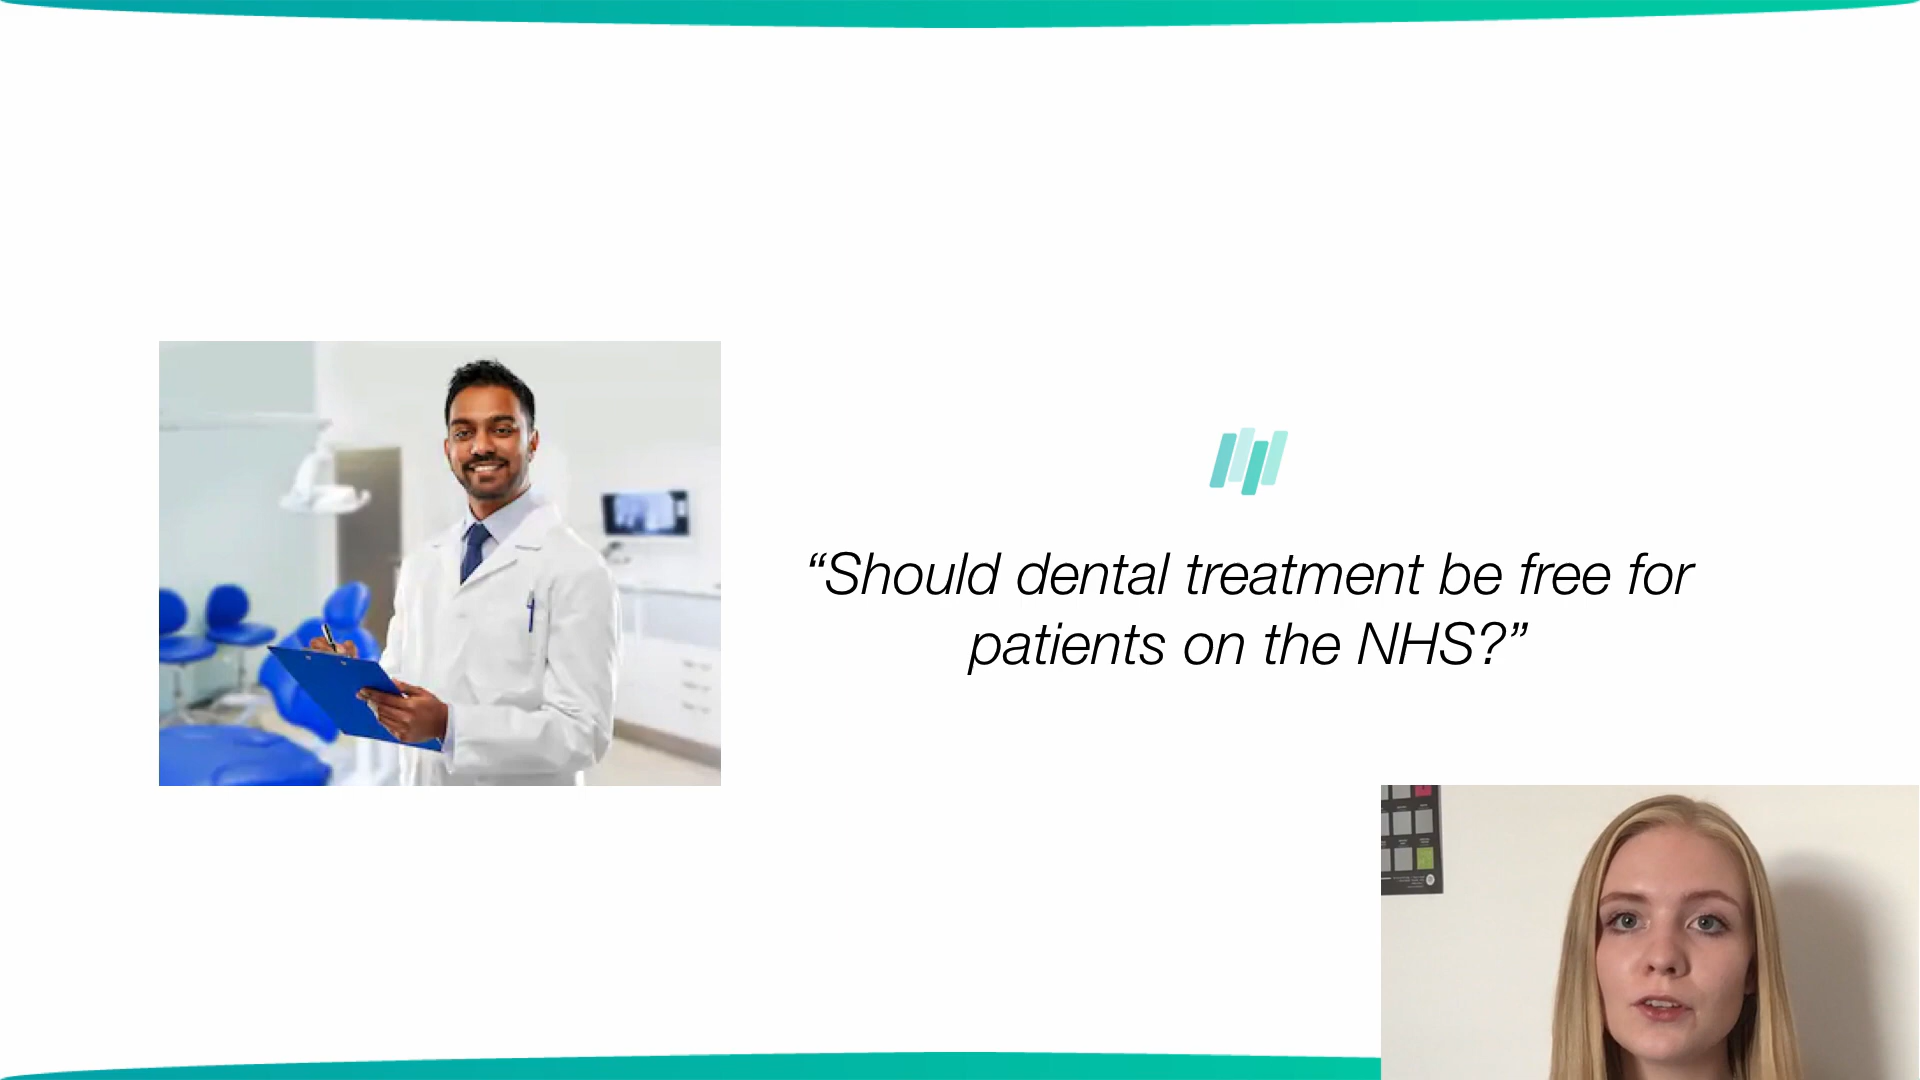 “Should dental treatment be free for
patients on the NHS?”